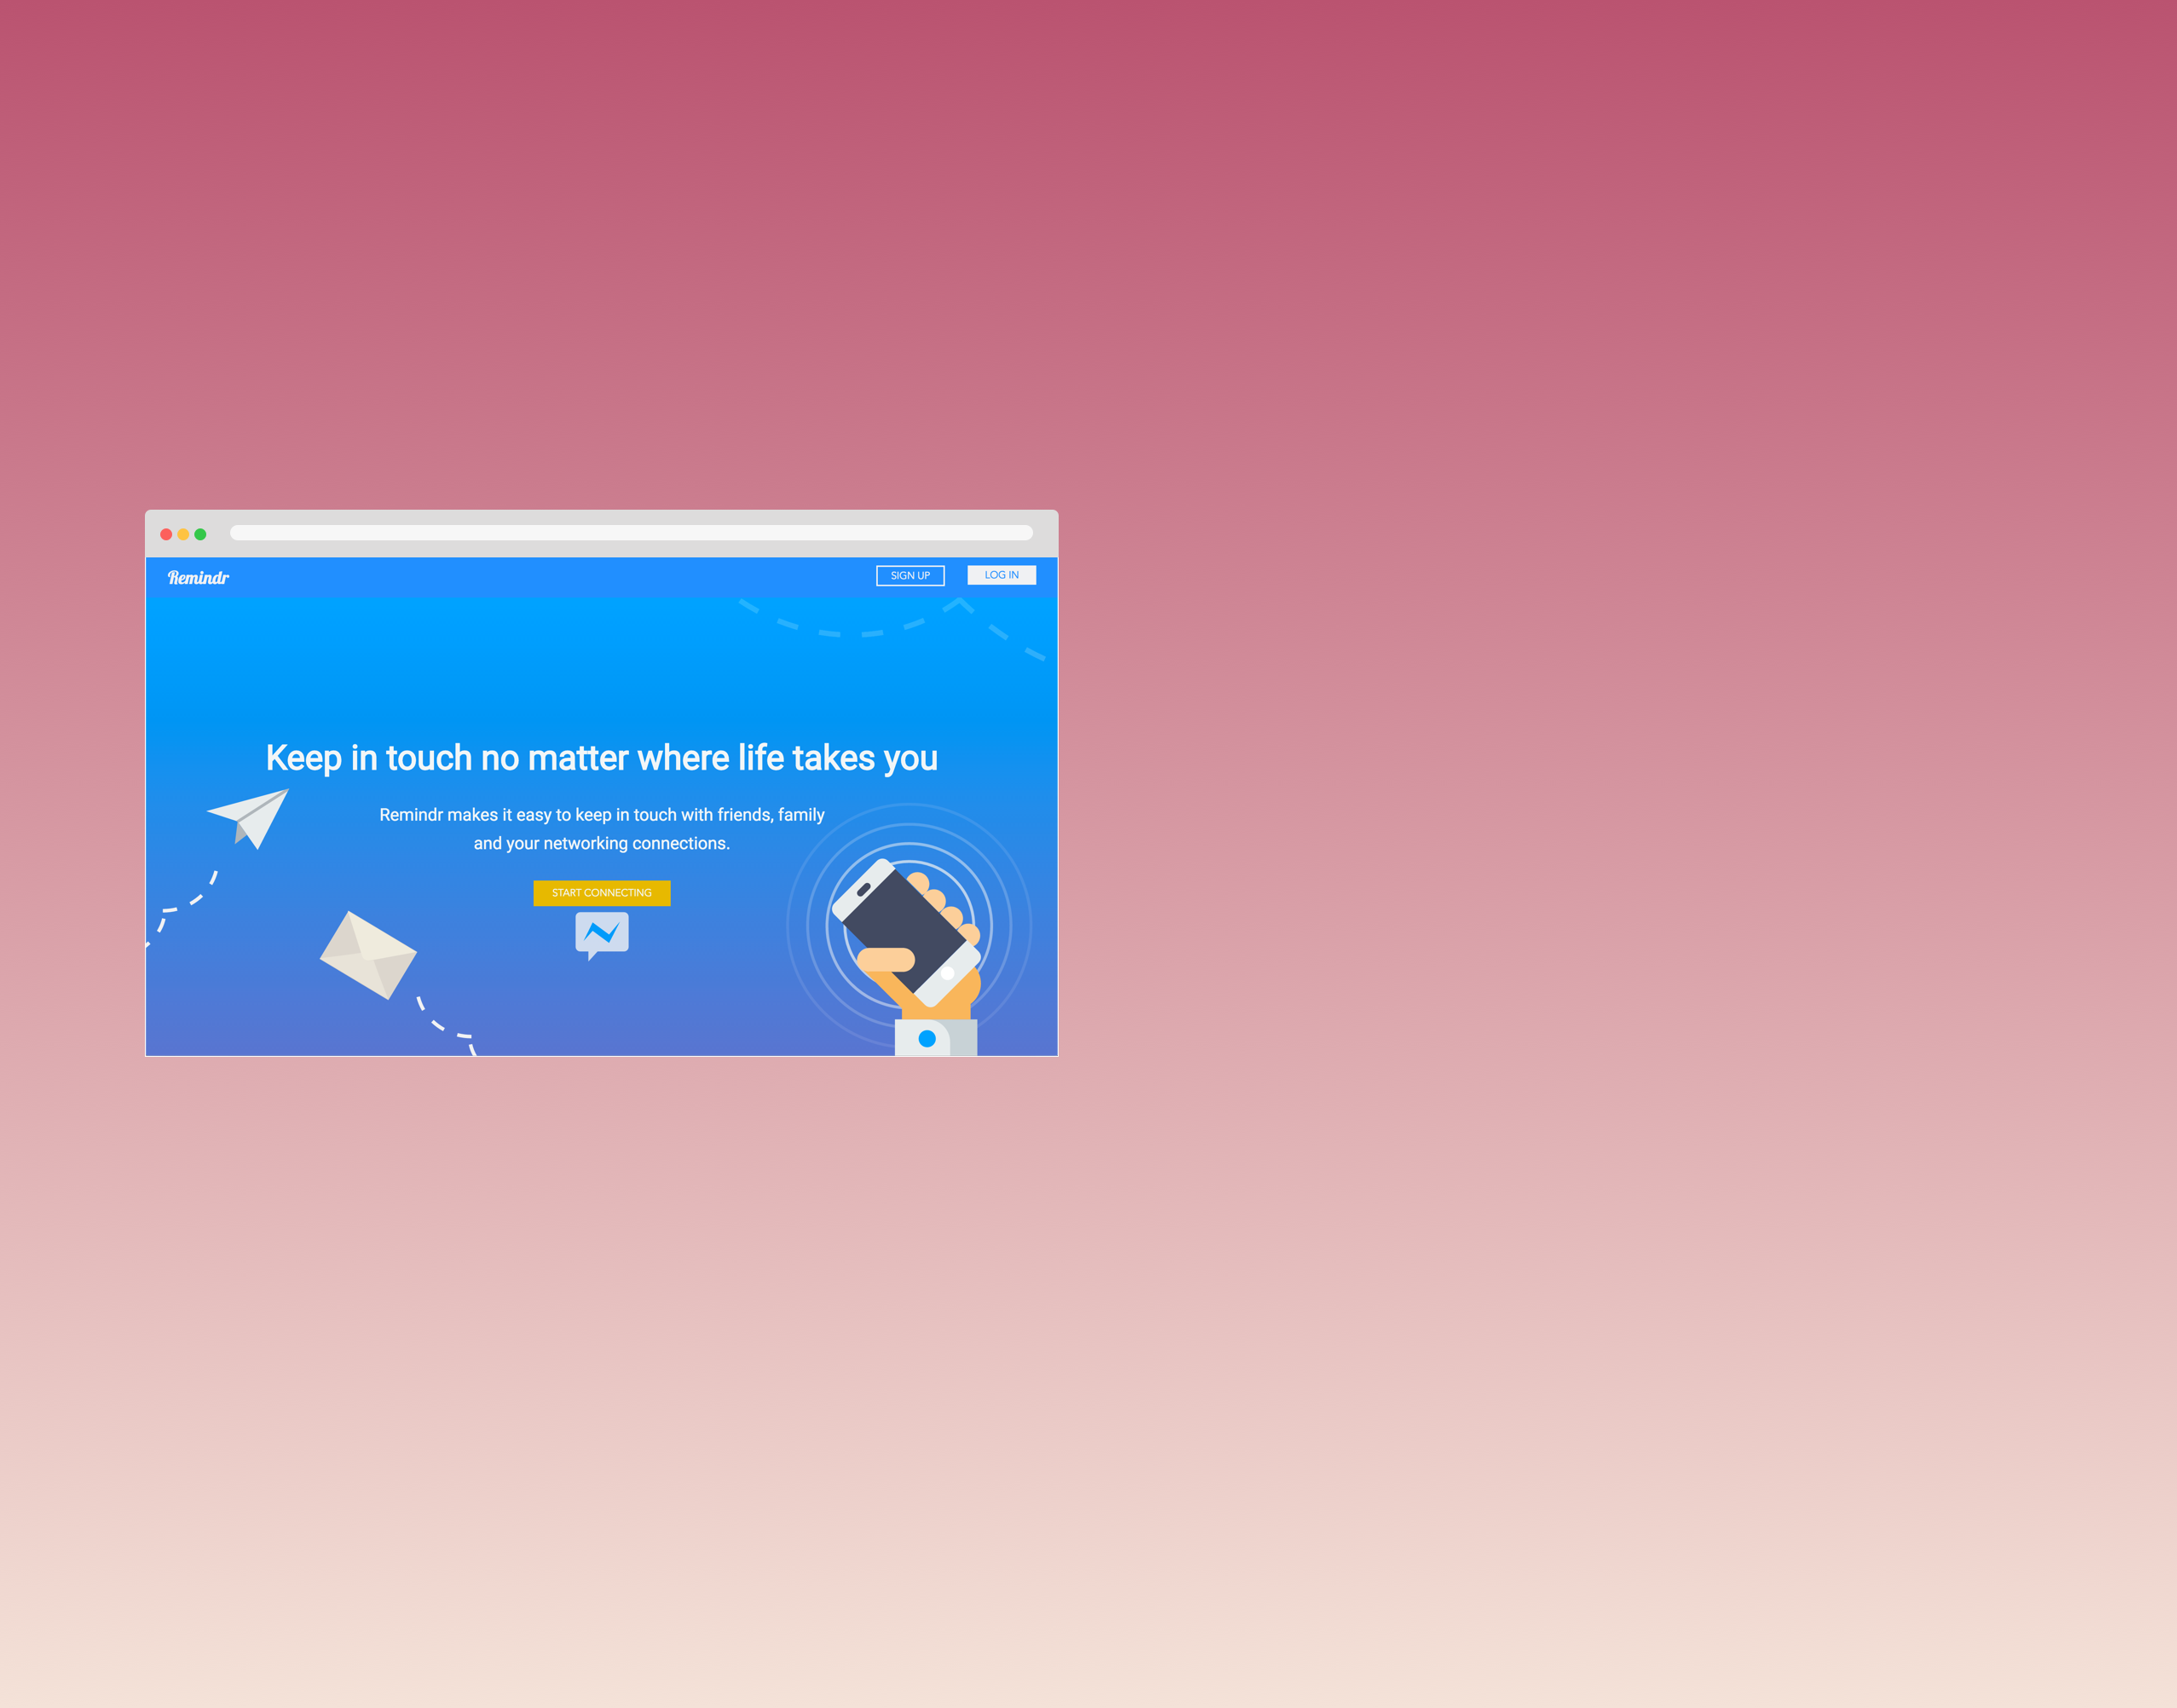 Remindr
SIGN UP
LOG IN
Keep in touch no matter where life takes you
Remindr makes it easy to keep in touch with friends, family
and your networking connections.
START CONNECTING